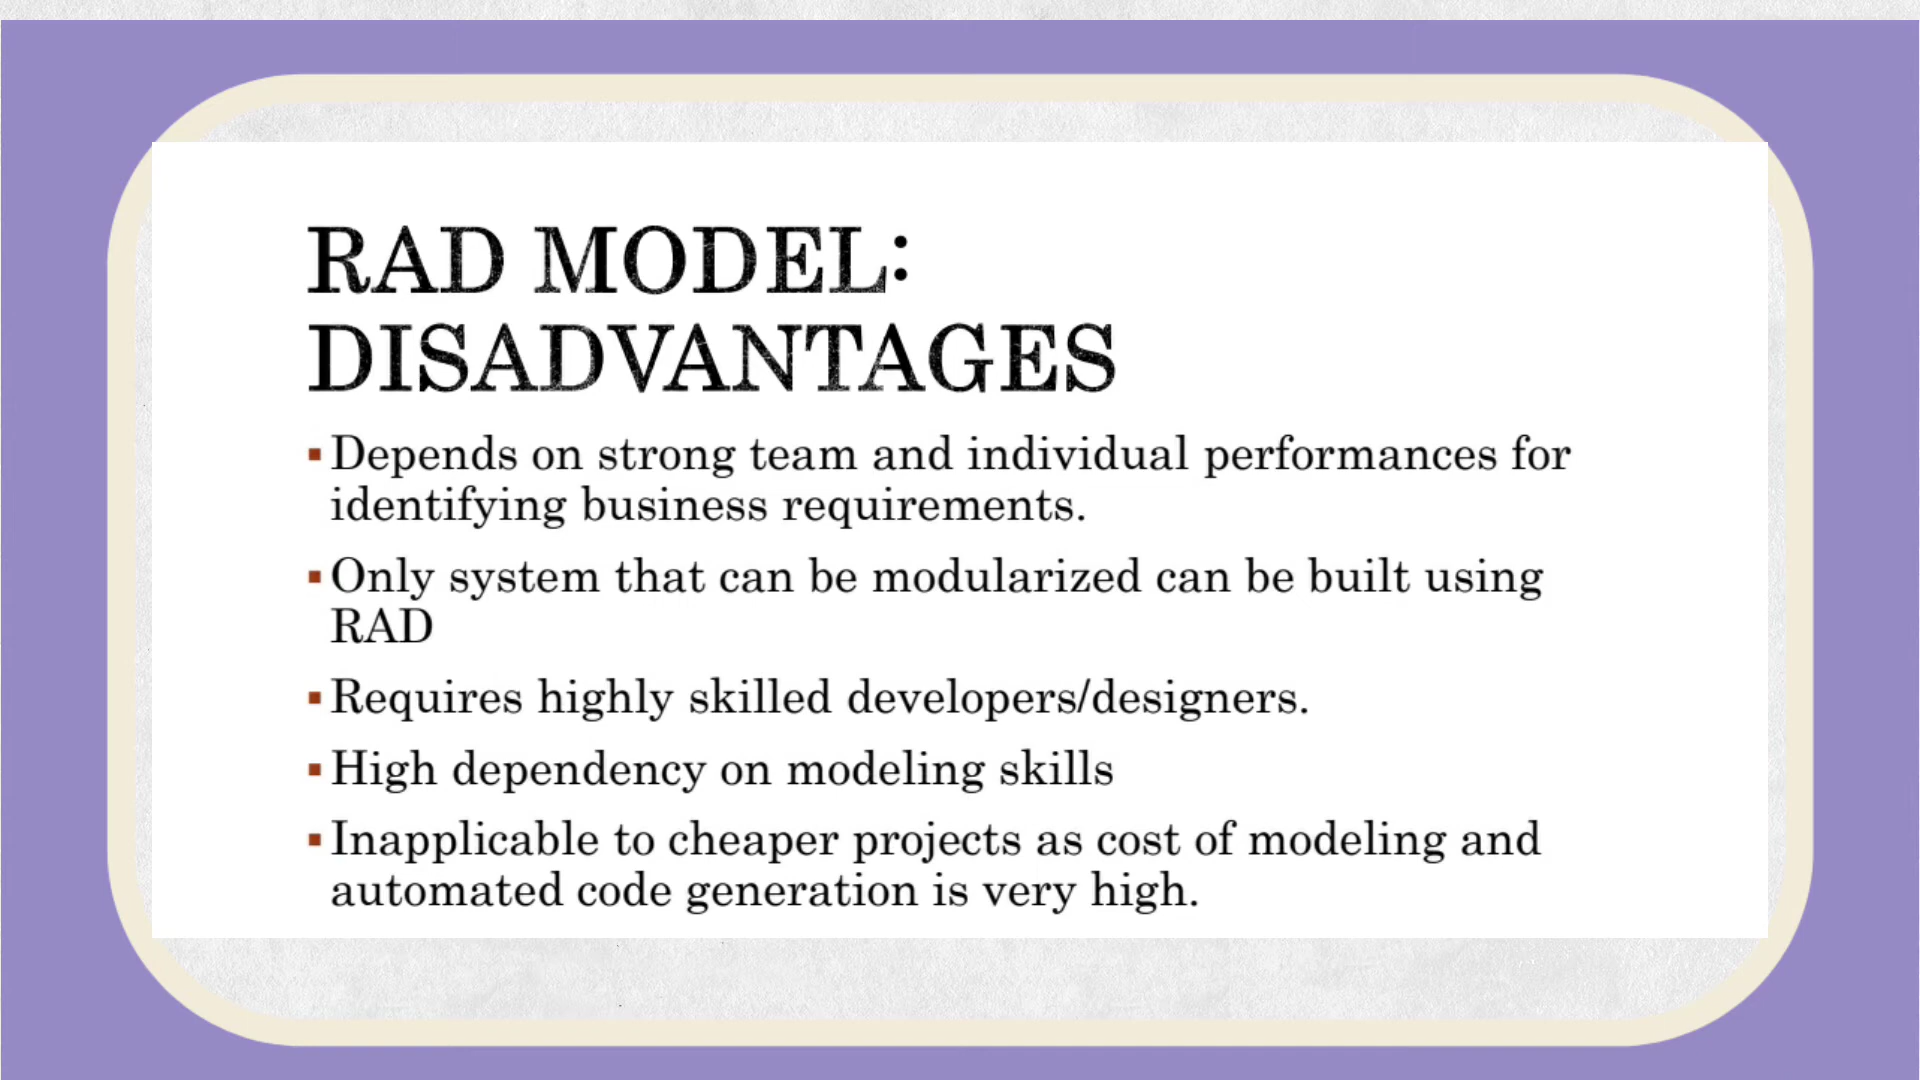 RAD MODEL:
DISADVANTAGES
▪ Depends on strong team and individual performances for
identifying business requirements.
▪ Only system that can be modularized can be built using
RAD
▪ Requires highly skilled developers/designers.
▪ High dependency on modeling skills
▪ Inapplicable to cheaper projects as cost of modeling and
automated code generation is very high.